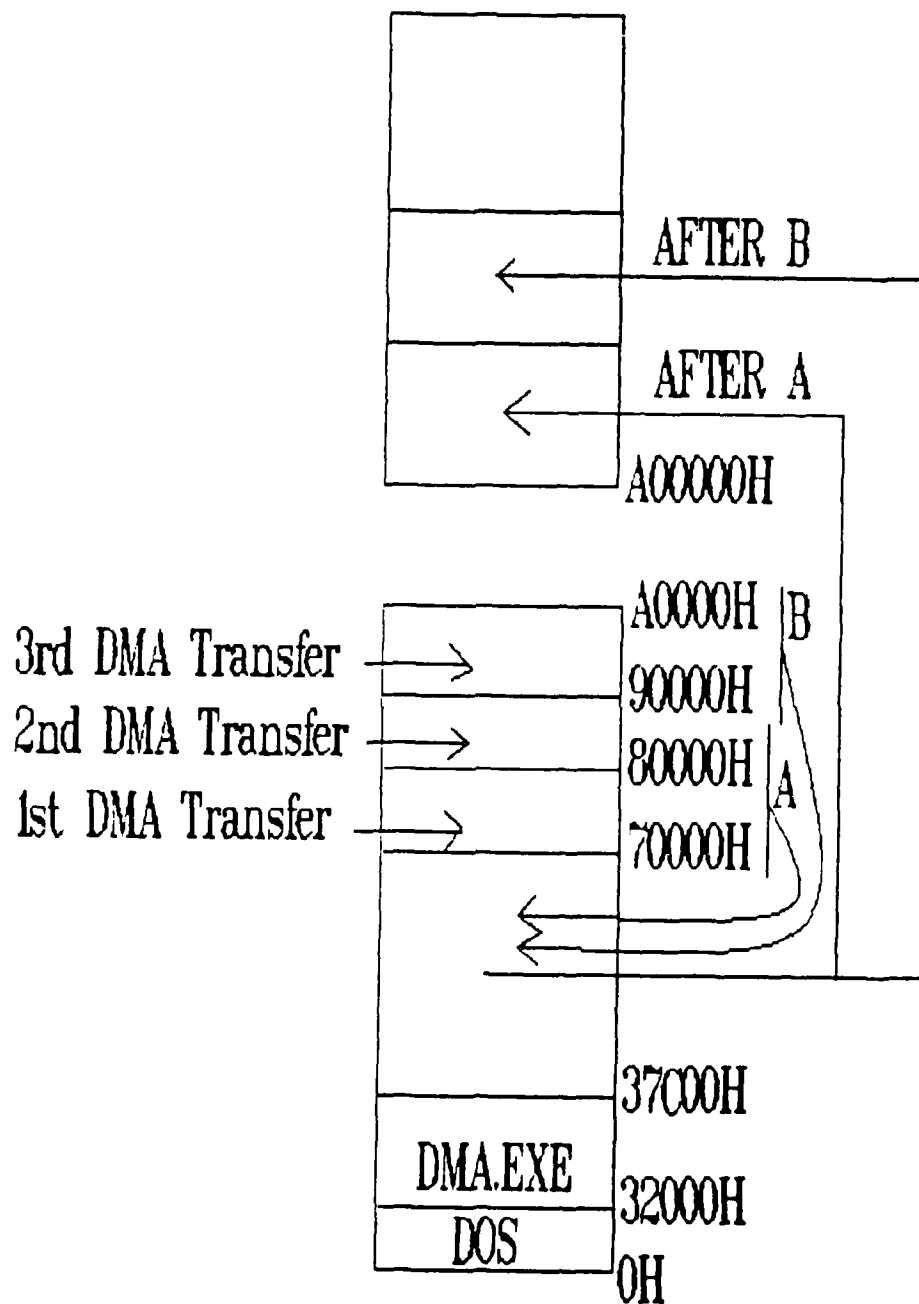 AFTER B
AFTER A
A00000H
A0000H
B
3rd DMA Transfer
90000H
2nd DMA Transfer
80000H
A
1st DMA Transfer
70000H
37C00H
DMA.EXE
32000H
DOS
0H